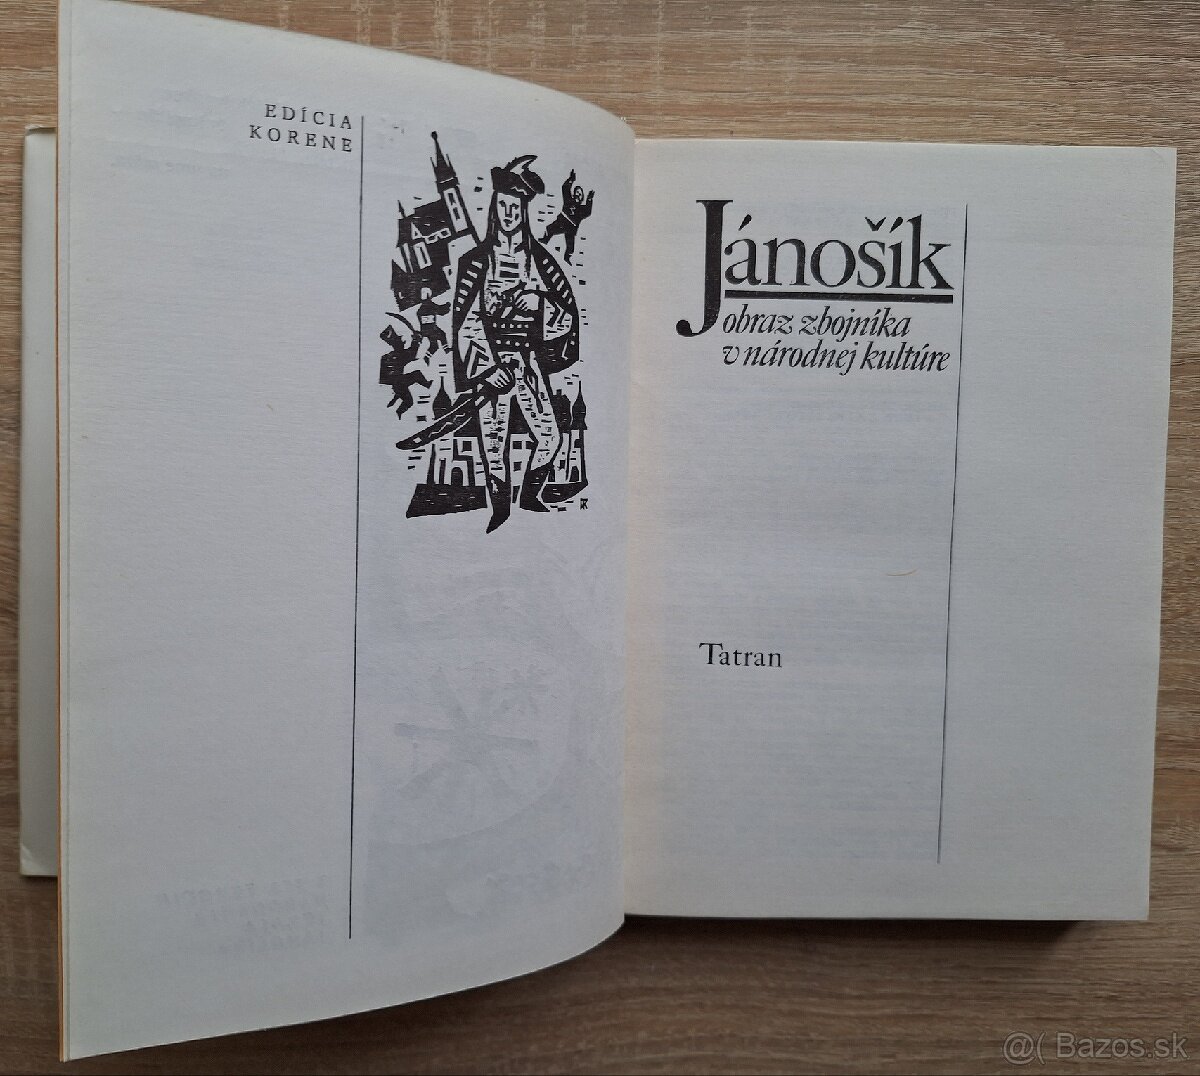 EDÍCIA
KORENE
Jánošík
obraz zbojníka
v národnej kultúre
Tatran
@( Bazos.sk